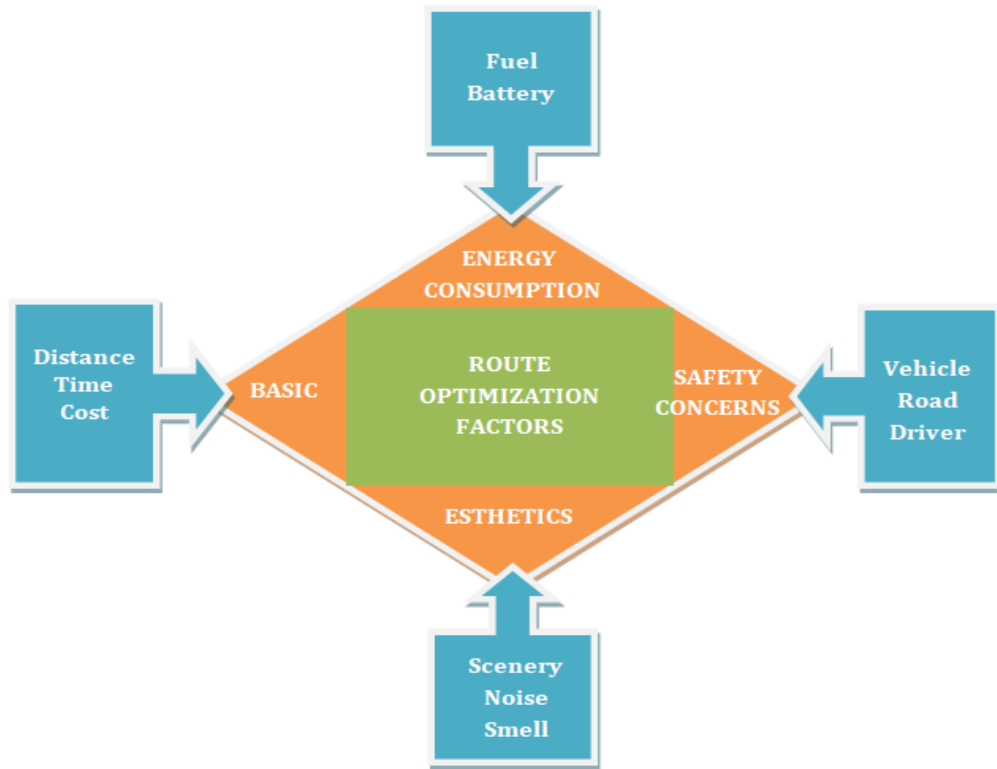 Fuel
Battery
ENERGY
CONSUMPTION
Distance
Time
Cost
BASIC
ROUTE
OPTIMIZATION
FACTORS
SAFETY
CONCERNS
Vehicle
Road
Driver
ESTHETICS
Scenery
Noise
Smell